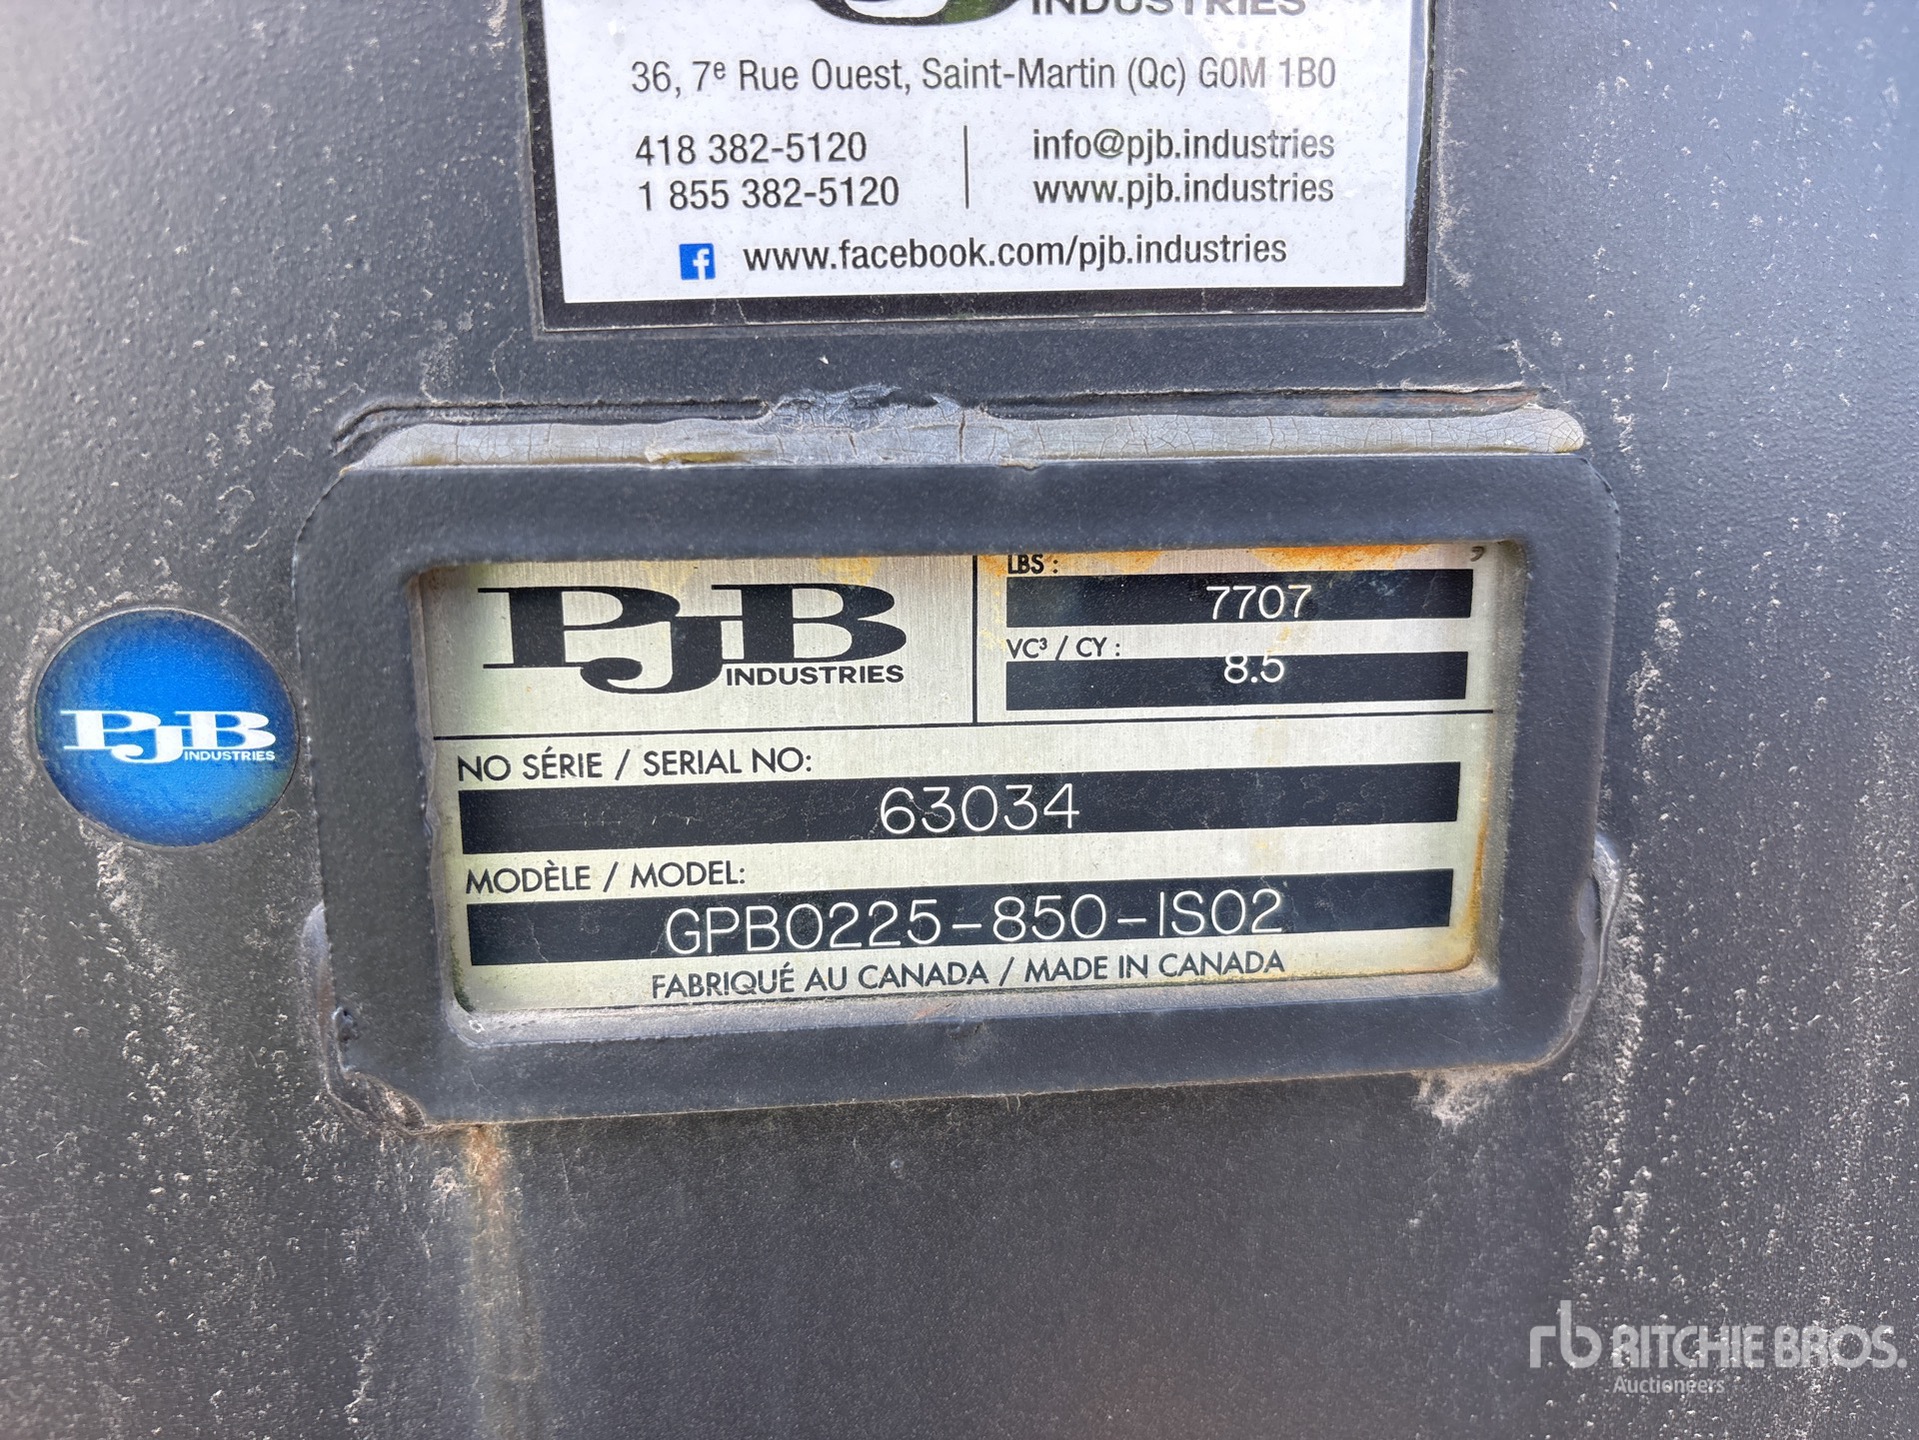 INDUSTRIES
36, 7e Rue Ouest, Saint-Martin (Qc) G0M 1B0
418 382-5120
1 855 382-5120
info@pjb.industries
www.pjb.industries
www.facebook.com/pjb.industries
PJB
INDUSTRIES
LBS :
7707
VC³ / CY :
8.5
NO SÉRIE / SERIAL NO:
63034
MODÈLE / MODEL:
GPB0225-850-IS02
FABRIQUÉ AU CANADA / MADE IN CANADA
PJB
INDUSTRIES
rb RITCHIE BROS.
Auctioneers